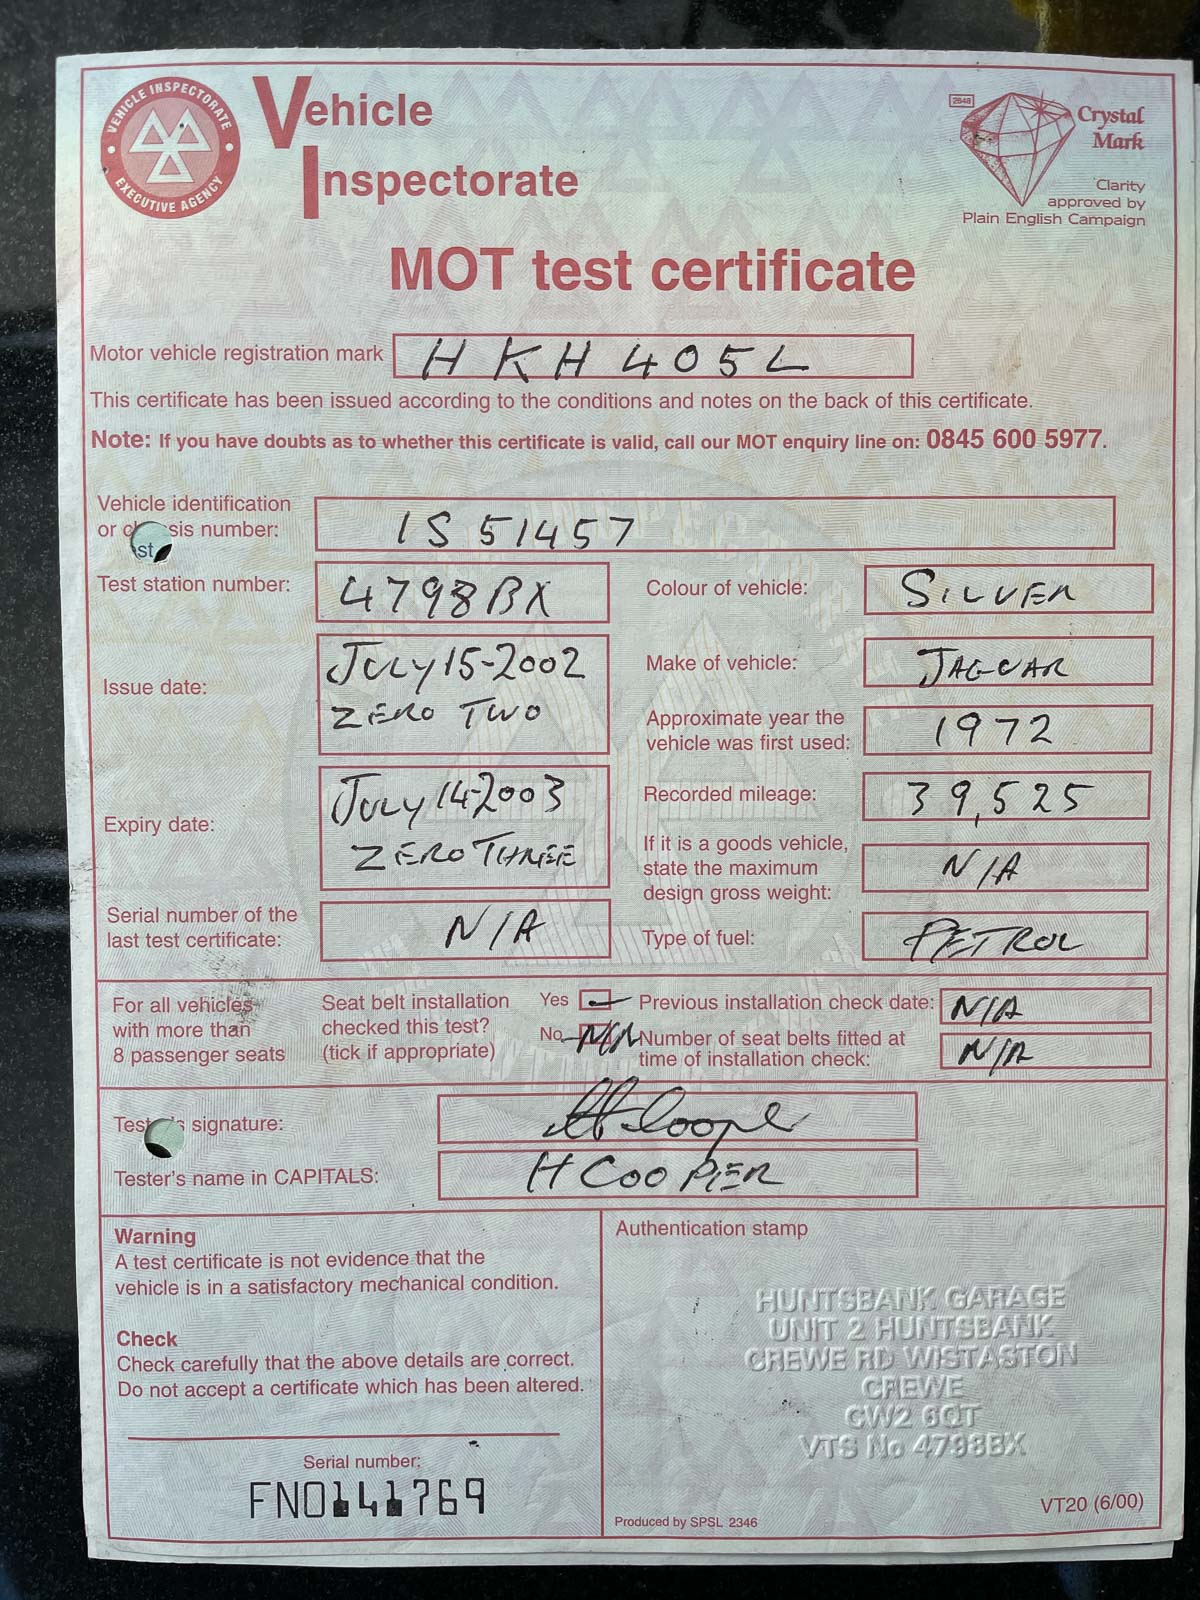 VEHICLE INSPECTORATE
EXECUTIVE AGENCY
Vehicle
Inspectorate
2848
Crystal
Mark
Clarity
approved by
Plain English Campaign
MOT test certificate
Motor vehicle registration mark HKH 405L
This certificate has been issued according to the conditions and notes on the back of this certificate.
Note: If you have doubts as to whether this certificate is valid, call our MOT enquiry line on: 0845 600 5977.
Vehicle identification
or sis number: 1S 51457
st
Test station number: 4798BX
Colour of vehicle: SILVER
Issue date: JULY 15-2002
ZERO TWO
Make of vehicle: JAGUAR
Approximate year the
vehicle was first used: 1972
Expiry date: JULY 14-2003
ZERO THREE
Recorded mileage: 39,525
If it is a goods vehicle,
state the maximum
design gross weight: N/A
Serial number of the
last test certificate: N/A
Type of fuel: PETROL
For all vehicles
with more than
8 passenger seats
Seat belt installation
checked this test?
(tick if appropriate)
Yes
No N/A
Previous installation check date: N/A
Number of seat belts fitted at
time of installation check: N/A
Test s signature: H Cooper
Tester's name in CAPITALS: H COOPER
Warning
A test certificate is not evidence that the
vehicle is in a satisfactory mechanical condition.
Check
Check carefully that the above details are correct.
Do not accept a certificate which has been altered.
Serial number:
FN0141769
Authentication stamp
HUNTSBANK GARAGE
UNIT 2 HUNTSBANK
CREWE RD WISTASTON
CREWE
CW2 6QT
VTS No 4798BX
Produced by SPSL 2346
VT20 (6/00)